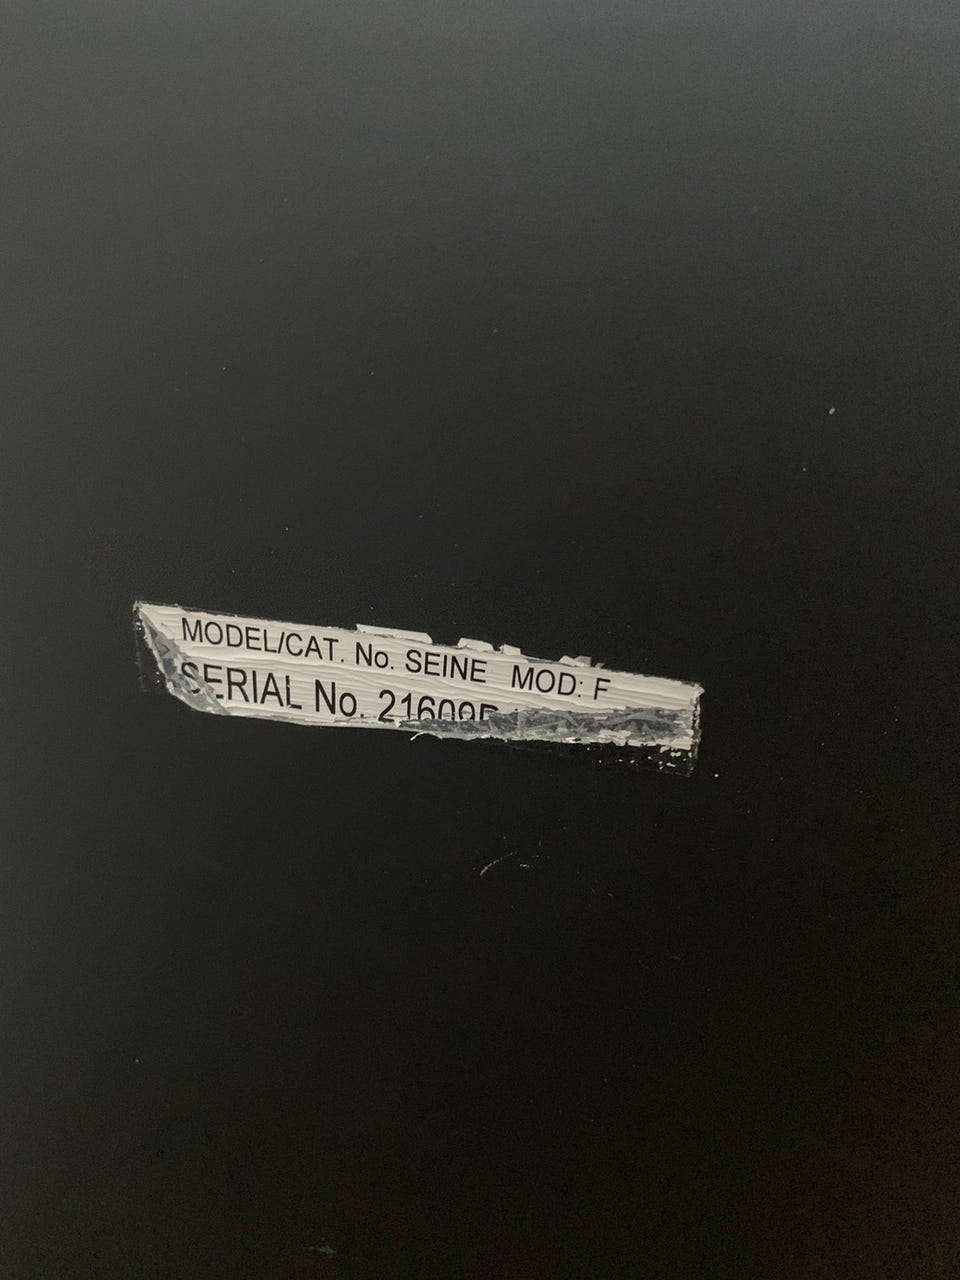 MODEL/CAT. No. SEINE MOD: F
SERIAL No.